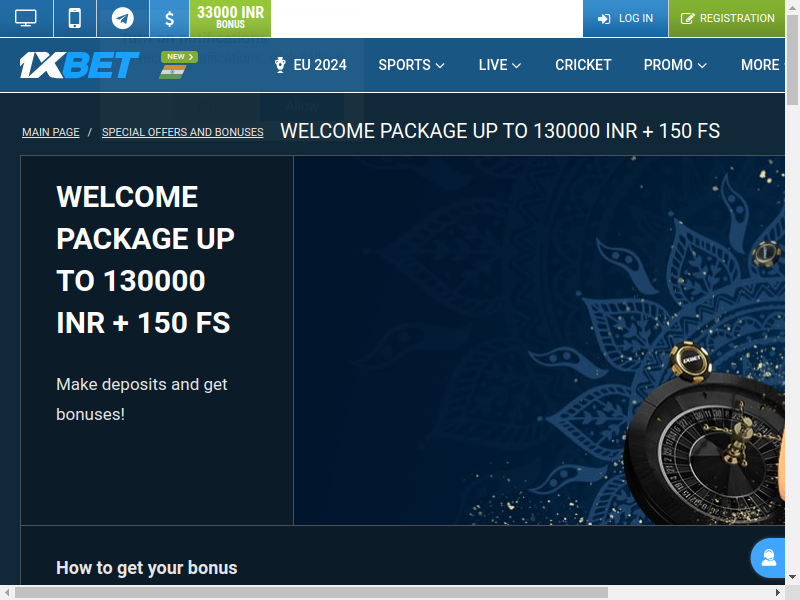 33000 INR
BONUS
LOG IN
REGISTRATION
1XBET
NEW
EU 2024
SPORTS
LIVE
CRICKET
PROMO
MORE
MAIN PAGE / SPECIAL OFFERS AND BONUSES
WELCOME PACKAGE UP TO 130000 INR + 150 FS
WELCOME
PACKAGE UP
TO 130000
INR + 150 FS
Make deposits and get
bonuses!
How to get your bonus